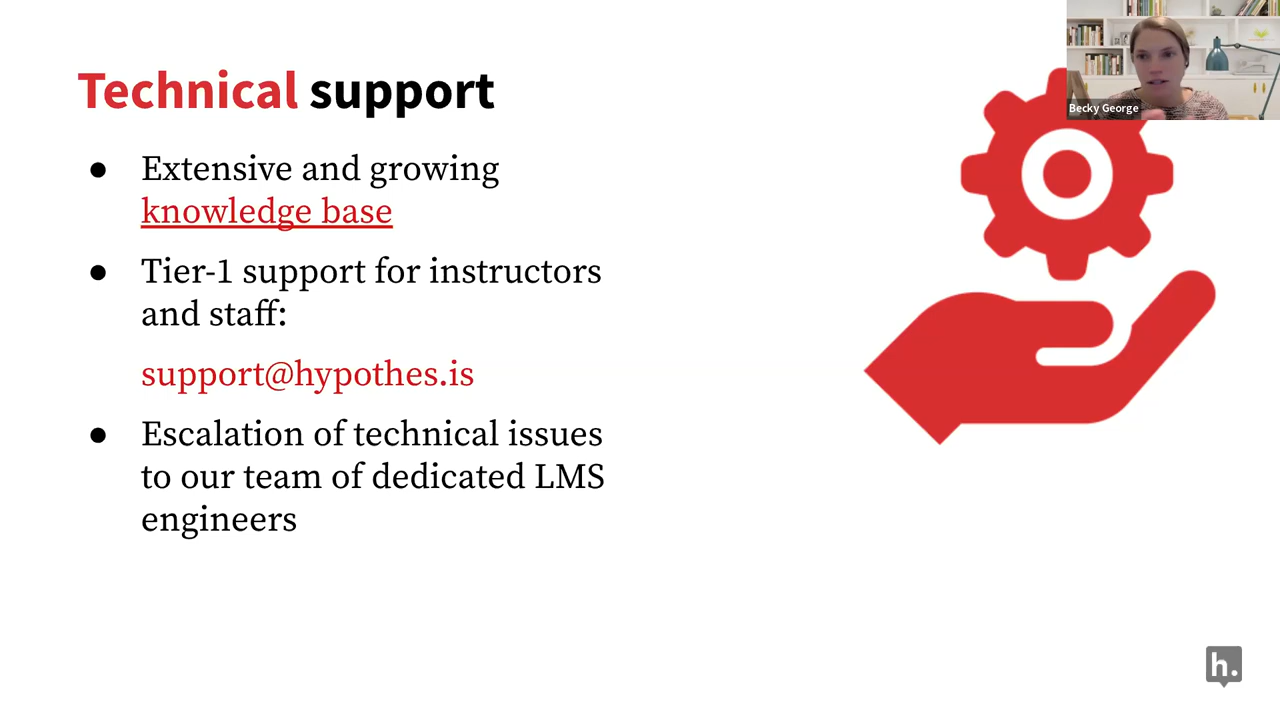 Technical support
Becky George
● Extensive and growing
knowledge base
● Tier-1 support for instructors
and staff:
support@hypothes.is
● Escalation of technical issues
to our team of dedicated LMS
engineers
h.